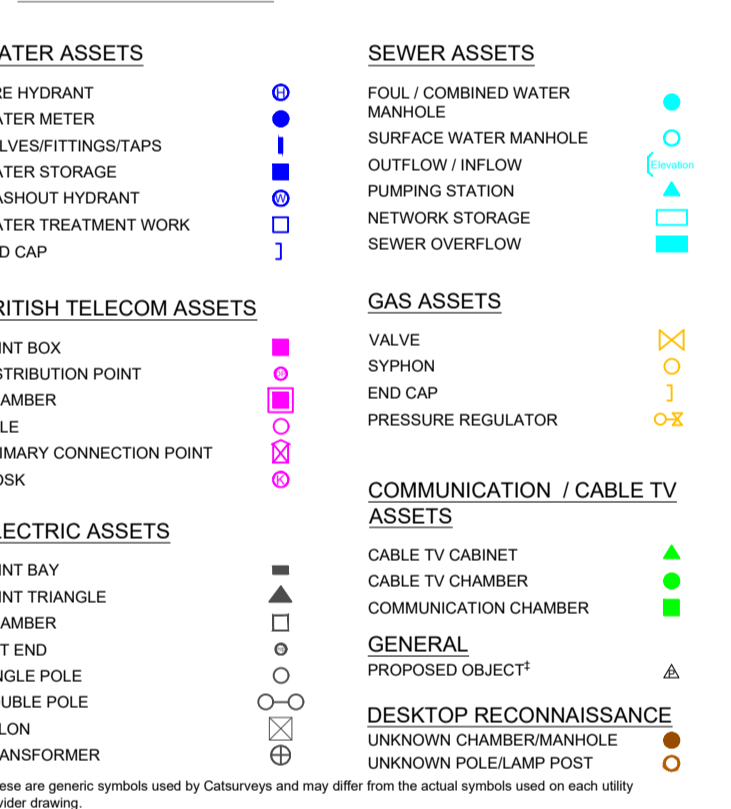 ATER ASSETS
RE HYDRANT
H
ATER METER
LVES/FITTINGS/TAPS
ATER STORAGE
ASHOUT HYDRANT
W
ATER TREATMENT WORK
D CAP
RITISH TELECOM ASSETS
INT BOX
STRIBUTION POINT
AMBER
LE
IMARY CONNECTION POINT
OSK
K
LECTRIC ASSETS
INT BAY
INT TRIANGLE
AMBER
T END
NGLE POLE
UBLE POLE
LON
ANSFORMER
SEWER ASSETS
FOUL / COMBINED WATER
MANHOLE
SURFACE WATER MANHOLE
OUTFLOW / INFLOW
Elevation
PUMPING STATION
NETWORK STORAGE
SEWER OVERFLOW
GAS ASSETS
VALVE
SYPHON
END CAP
PRESSURE REGULATOR
COMMUNICATION / CABLE TV
ASSETS
CABLE TV CABINET
CABLE TV CHAMBER
COMMUNICATION CHAMBER
GENERAL
PROPOSED OBJECT‡
P
DESKTOP RECONNAISSANCE
UNKNOWN CHAMBER/MANHOLE
UNKNOWN POLE/LAMP POST
ese are generic symbols used by Catsurveys and may differ from the actual symbols used on each utility
vider drawing.